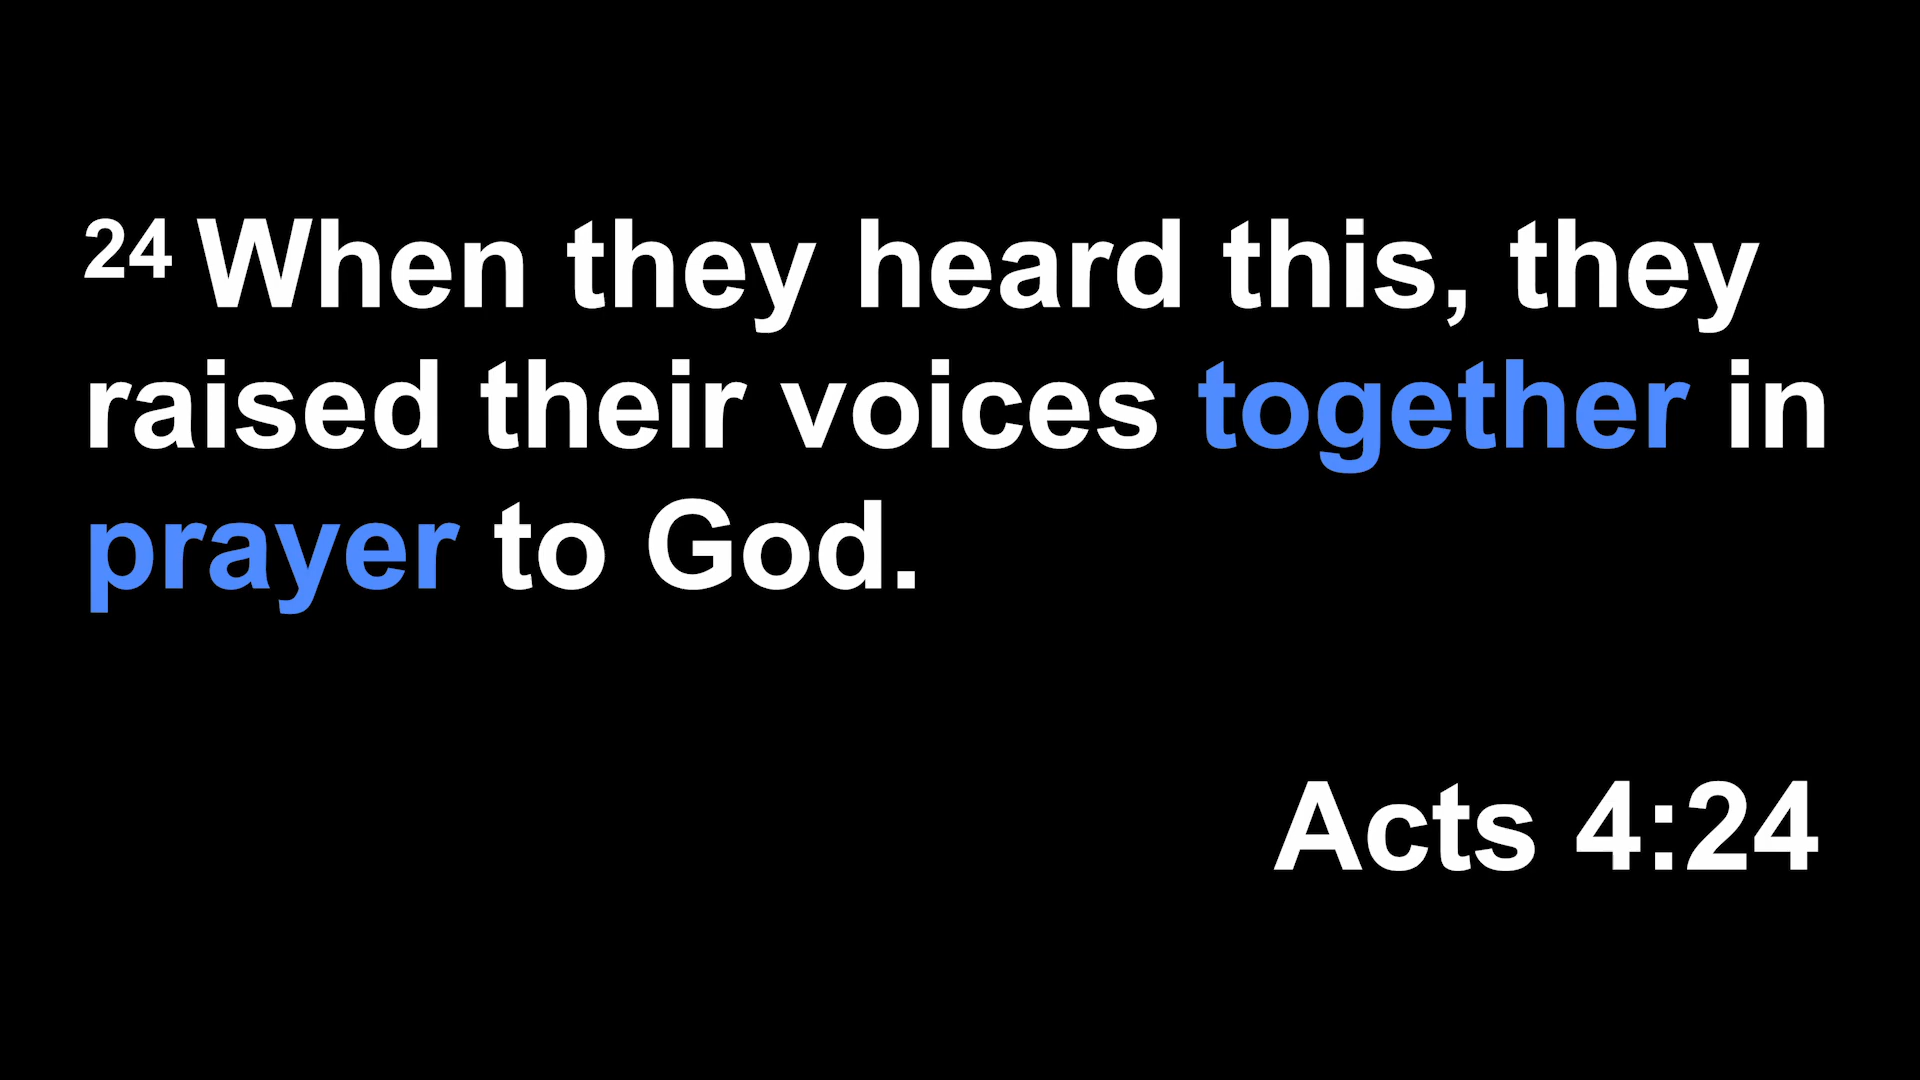 24 When they heard this, they
raised their voices together in
prayer to God.
Acts 4:24